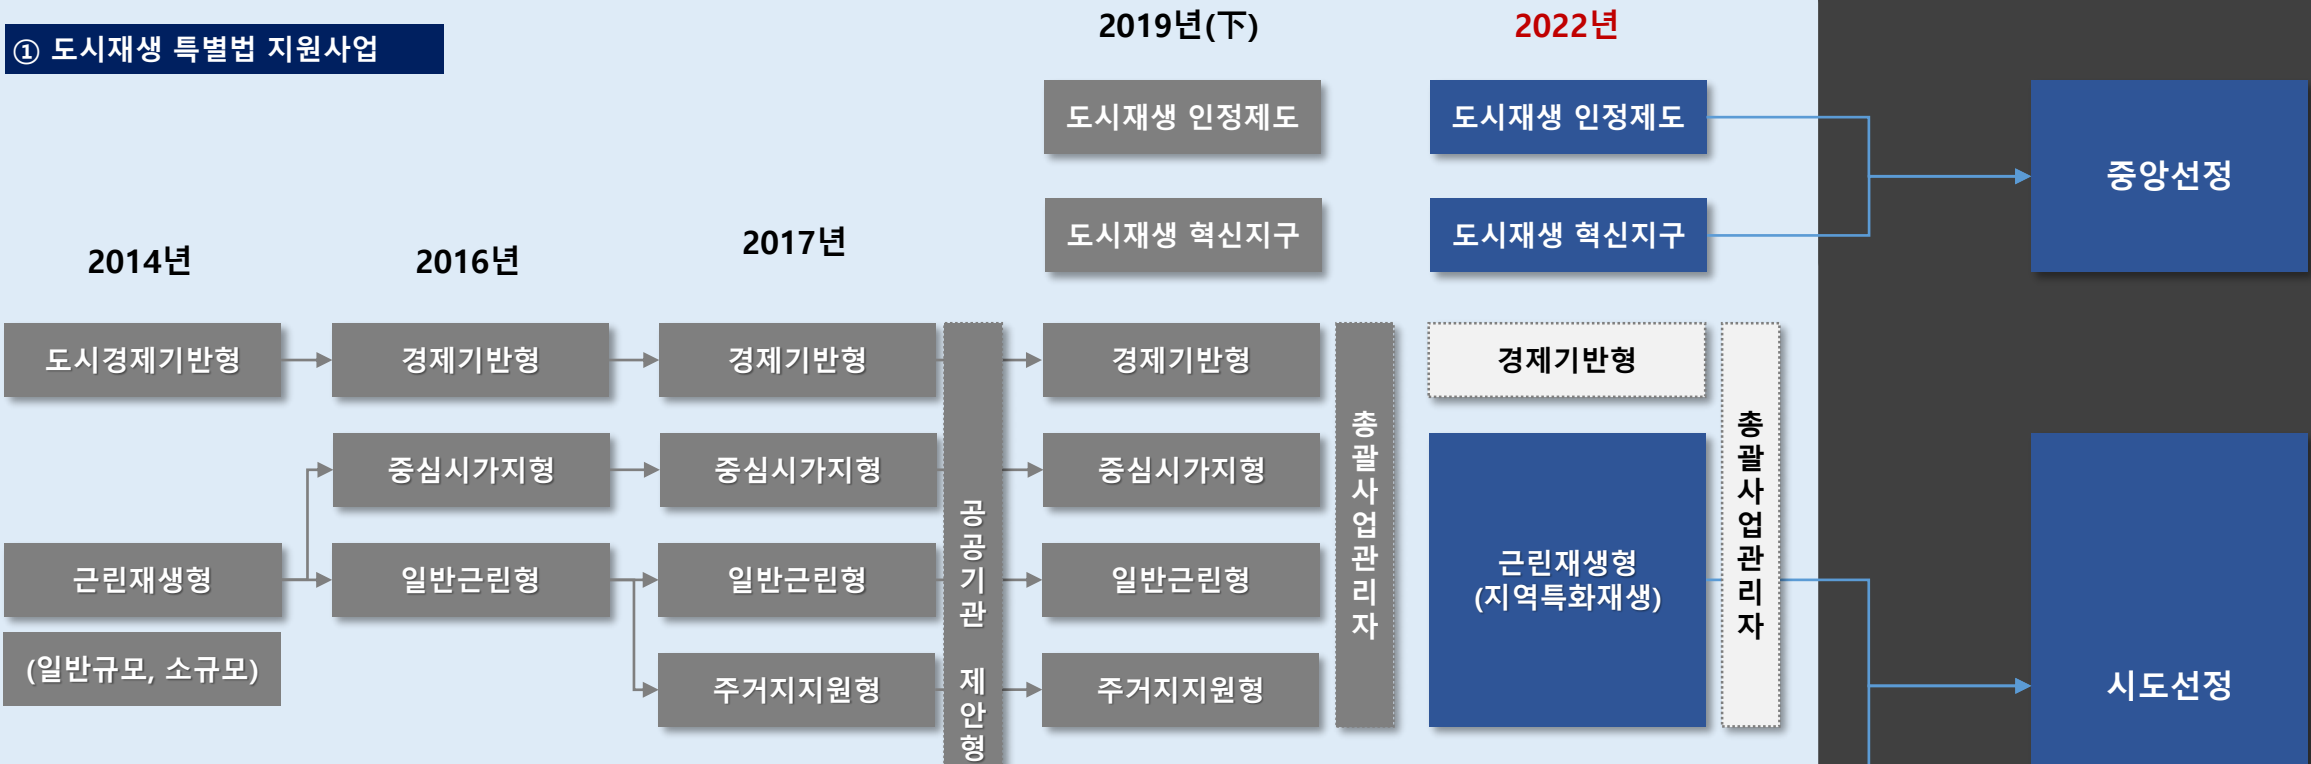 ① 도시재생 특별법 지원사업
2019년(下)
2022년
도시재생 인정제도
도시재생 인정제도
중앙선정
도시재생 혁신지구
도시재생 혁신지구
2014년
2016년
2017년
도시경제기반형
경제기반형
경제기반형
경제기반형
경제기반형
중심시가지형
중심시가지형
중심시가지형
근린재생형
일반근린형
일반근린형
일반근린형
근린재생형
(지역특화재생)
(일반규모, 소규모)
주거지지원형
주거지지원형
공공기관 제안형
총괄사업관리자
총괄사업관리자
시도선정